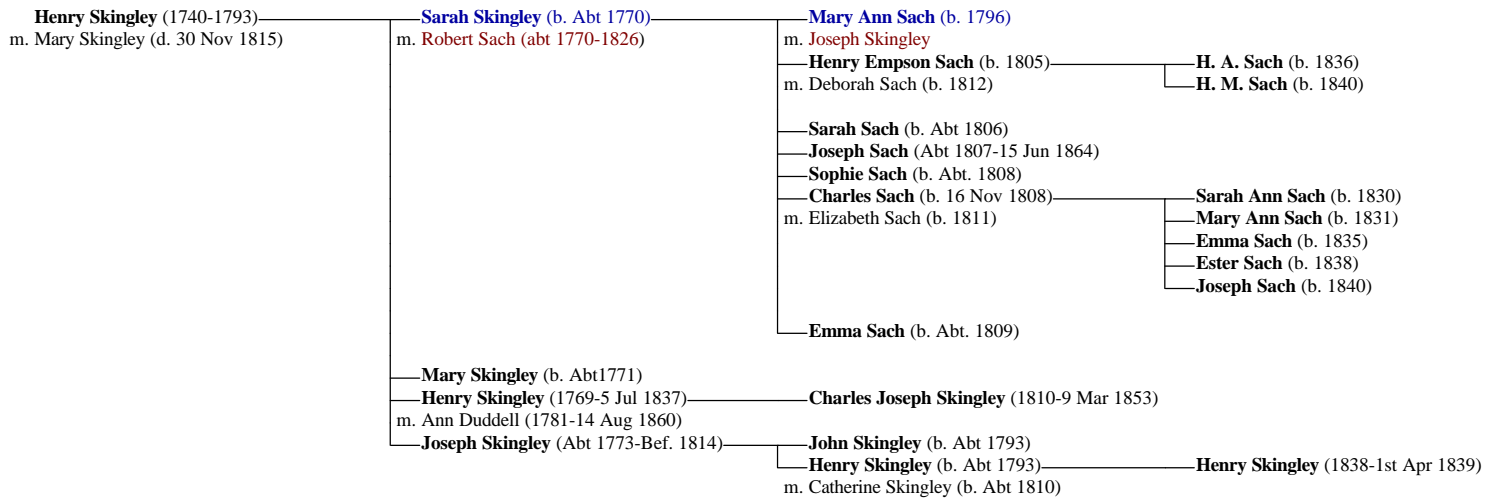 Henry Skingley (1740-1793) Sarah Skingley (b. Abt 1770) Mary Ann Sach (b. 1796)
m. Mary Skingley (d. 30 Nov 1815) m. Robert Sach (abt 1770-1826) m. Joseph Skingley
Henry Empson Sach (b. 1805) H. A. Sach (b. 1836)
m. Deborah Sach (b. 1812) H. M. Sach (b. 1840)
Sarah Sach (b. Abt 1806)
Joseph Sach (Abt 1807-15 Jun 1864)
Sophie Sach (b. Abt. 1808)
Charles Sach (b. 16 Nov 1808) Sarah Ann Sach (b. 1830)
m. Elizabeth Sach (b. 1811) Mary Ann Sach (b. 1831)
Emma Sach (b. 1835)
Ester Sach (b. 1838)
Joseph Sach (b. 1840)
Emma Sach (b. Abt. 1809)
Mary Skingley (b. Abt1771)
Henry Skingley (1769-5 Jul 1837) Charles Joseph Skingley (1810-9 Mar 1853)
m. Ann Duddell (1781-14 Aug 1860)
Joseph Skingley (Abt 1773-Bef. 1814) John Skingley (b. Abt 1793)
Henry Skingley (b. Abt 1793) Henry Skingley (1838-1st Apr 1839)
m. Catherine Skingley (b. Abt 1810)